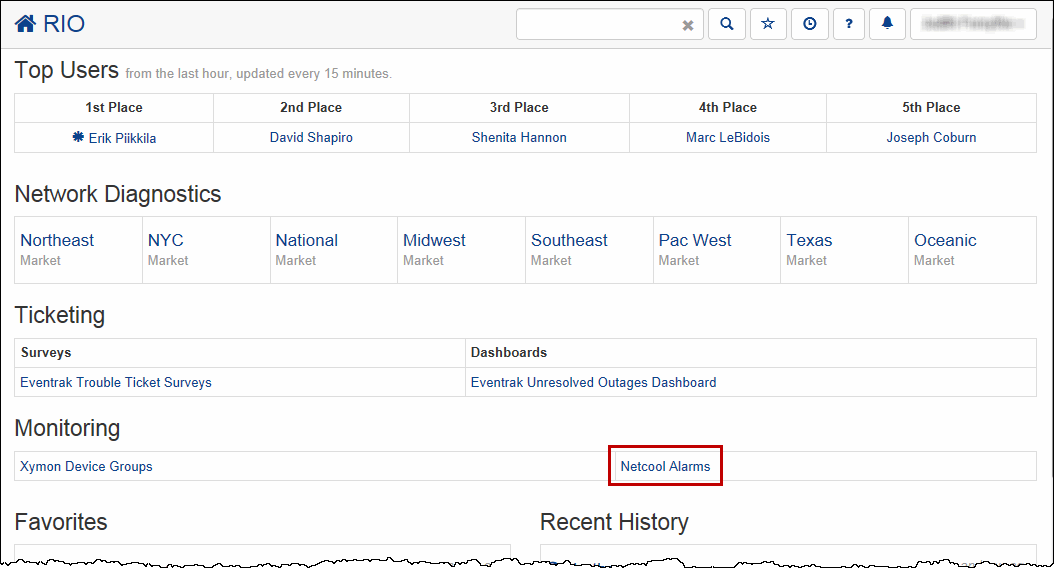 RIO
?
Top Users from the last hour, updated every 15 minutes.
1st Place 2nd Place 3rd Place 4th Place 5th Place
Erik Piikkila David Shapiro Shenita Hannon Marc LeBidois Joseph Coburn
Network Diagnostics
Northeast NYC National Midwest Southeast Pac West Texas Oceanic
Market Market Market Market Market Market Market Market
Ticketing
Surveys Dashboards
Eventrak Trouble Ticket Surveys Eventrak Unresolved Outages Dashboard
Monitoring
Xymon Device Groups Netcool Alarms
Favorites Recent History